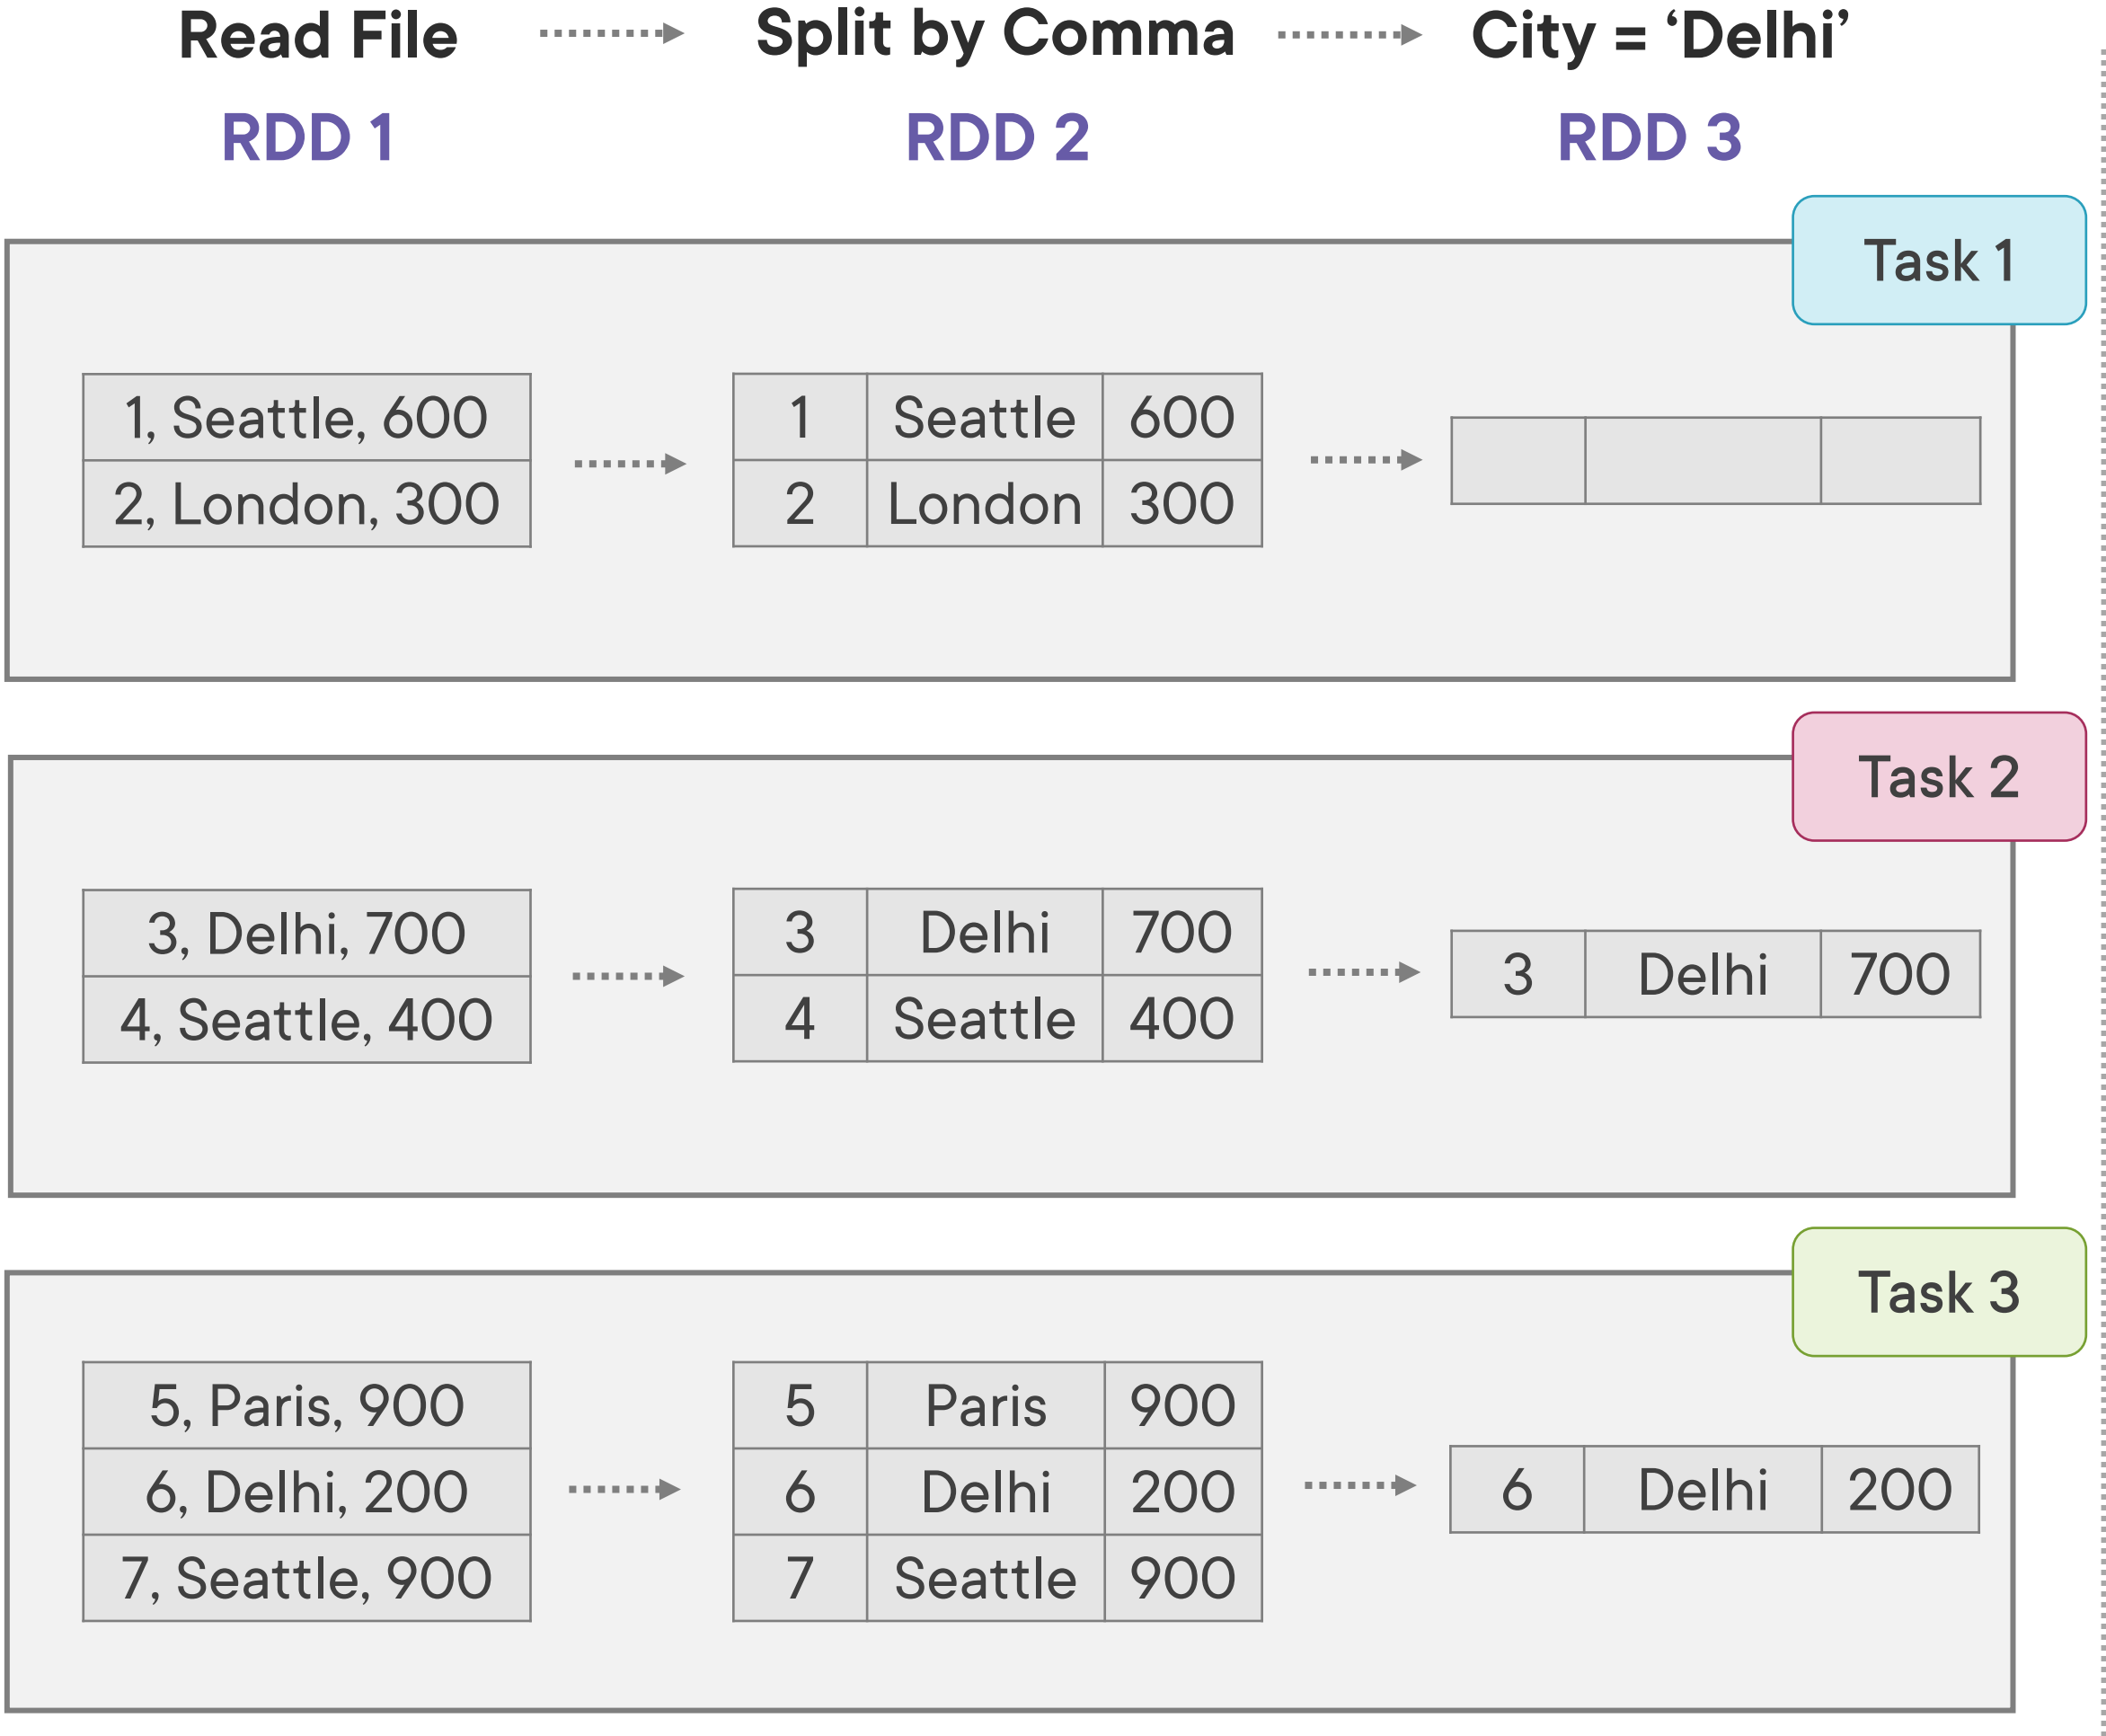 Read File
Split by Comma
City = ‘Delhi’
RDD 1
RDD 2
RDD 3
Task 1
1, Seattle, 600
2, London, 300
1 Seattle 600
2 London 300
Task 2
3, Delhi, 700
4, Seattle, 400
3 Delhi 700
4 Seattle 400
3 Delhi 700
Task 3
5, Paris, 900
6, Delhi, 200
7, Seattle, 900
5 Paris 900
6 Delhi 200
7 Seattle 900
6 Delhi 200